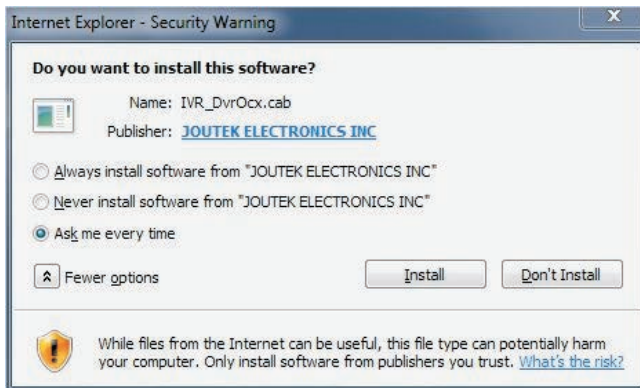 Internet Explorer - Security Warning
Do you want to install this software?
Name: IVR_DvrOcx.cab
Publisher: JOUTEK ELECTRONICS INC
Always install software from "JOUTEK ELECTRONICS INC"
Never install software from "JOUTEK ELECTRONICS INC"
Ask me every time
Fewer options
Install
Don't Install
While files from the Internet can be useful, this file type can potentially harm
your computer. Only install software from publishers you trust. What's the risk?